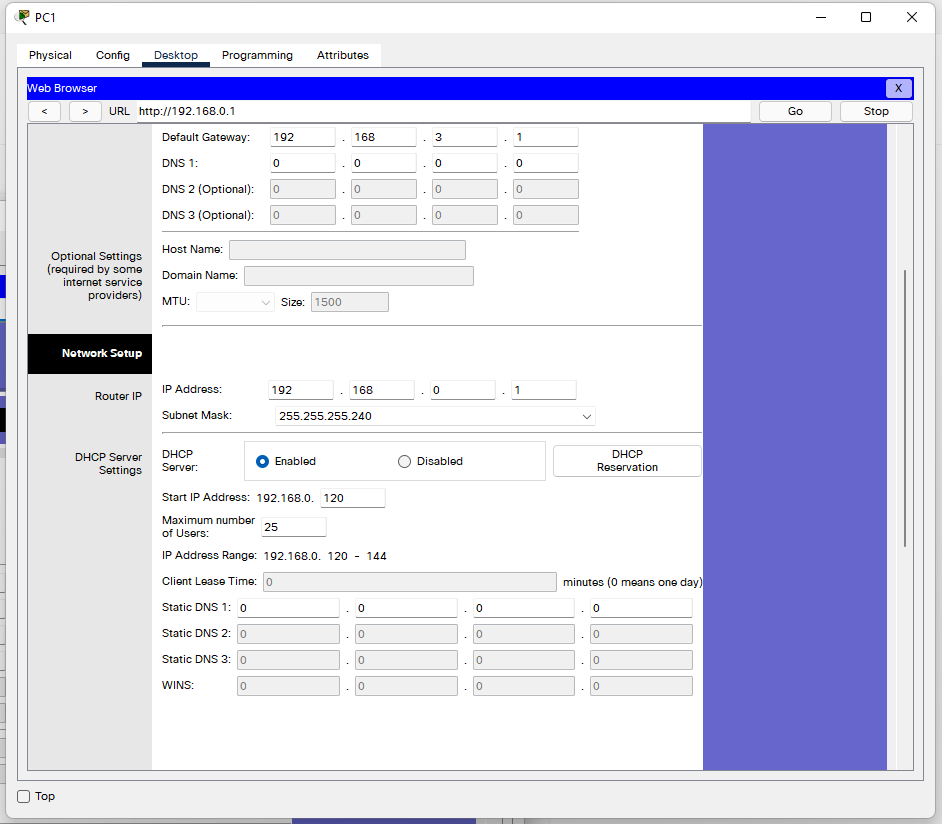 PC1
Physical Config Desktop Programming Attributes
Web Browser X
< > URL http://192.168.0.1 Go Stop
Default Gateway: 192 . 168 . 3 . 1
DNS 1: 0 . 0 . 0 . 0
DNS 2 (Optional): 0 . 0 . 0 . 0
DNS 3 (Optional): 0 . 0 . 0 . 0
Optional Settings
(required by some
internet service
providers)
Host Name:
Domain Name:
MTU: Size: 1500
Network Setup
Router IP
IP Address: 192 . 168 . 0 . 1
Subnet Mask: 255.255.255.240
DHCP Server
Settings
DHCP
Server:
Enabled Disabled
DHCP
Reservation
Start IP Address: 192.168.0. 120
Maximum number
of Users:
25
IP Address Range: 192.168.0. 120 - 144
Client Lease Time: 0 minutes (0 means one day)
Static DNS 1: 0 . 0 . 0 . 0
Static DNS 2: 0 . 0 . 0 . 0
Static DNS 3: 0 . 0 . 0 . 0
WINS: 0 . 0 . 0 . 0
Top